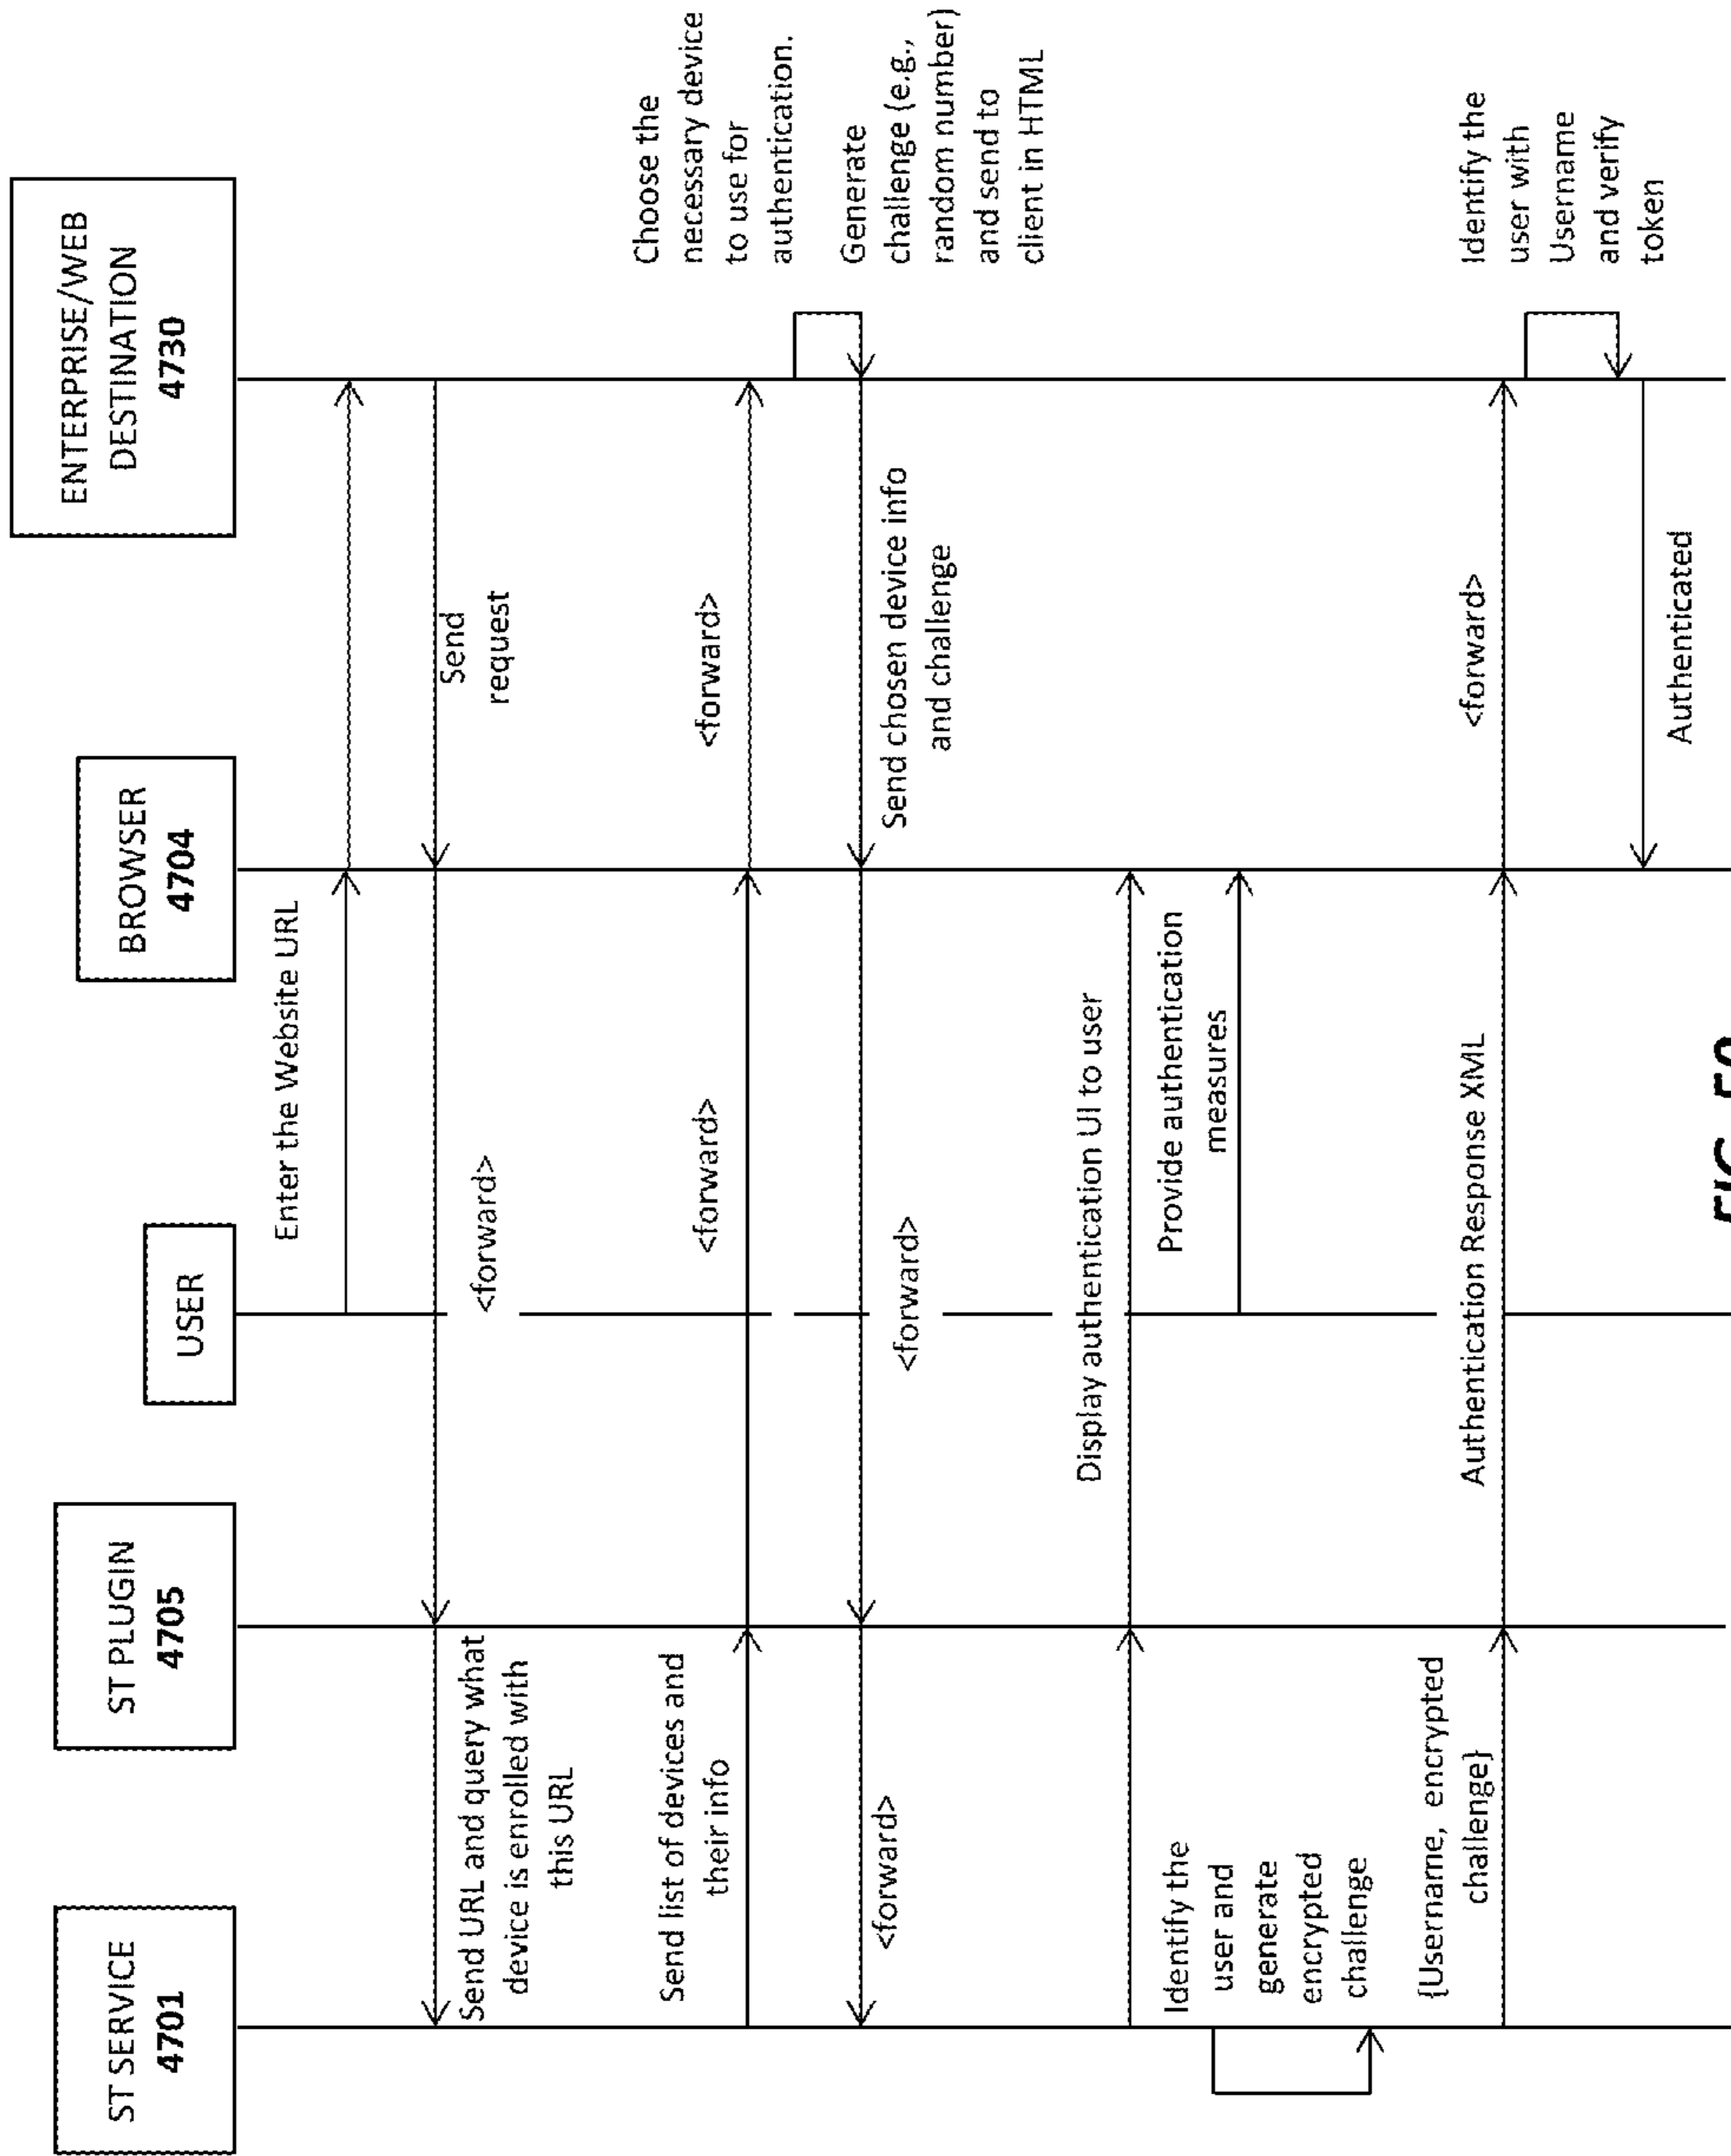 ST SERVICE
4701
ST PLUGIN
4705
USER
BROWSER
4704
ENTERPRISE/WEB
DESTINATION
4730
Enter the Website URL
Send
request
<forward>
Send URL and query what
device is enrolled with
this URL
Send list of devices and
their info
<forward>
<forward>
Choose the
necessary device
to use for
authentication.
Generate
challenge (e.g.,
random number)
and send to
client in HTML
Send chosen device info
and challenge
<forward>
<forward>
Display authentication UI to user
Provide authentication
measures
Identify the
user and
generate
encrypted
challenge
{Username, encrypted
challenge}
Authentication Response XML
<forward>
Identify the
user with
Username
and verify
token
Authenticated